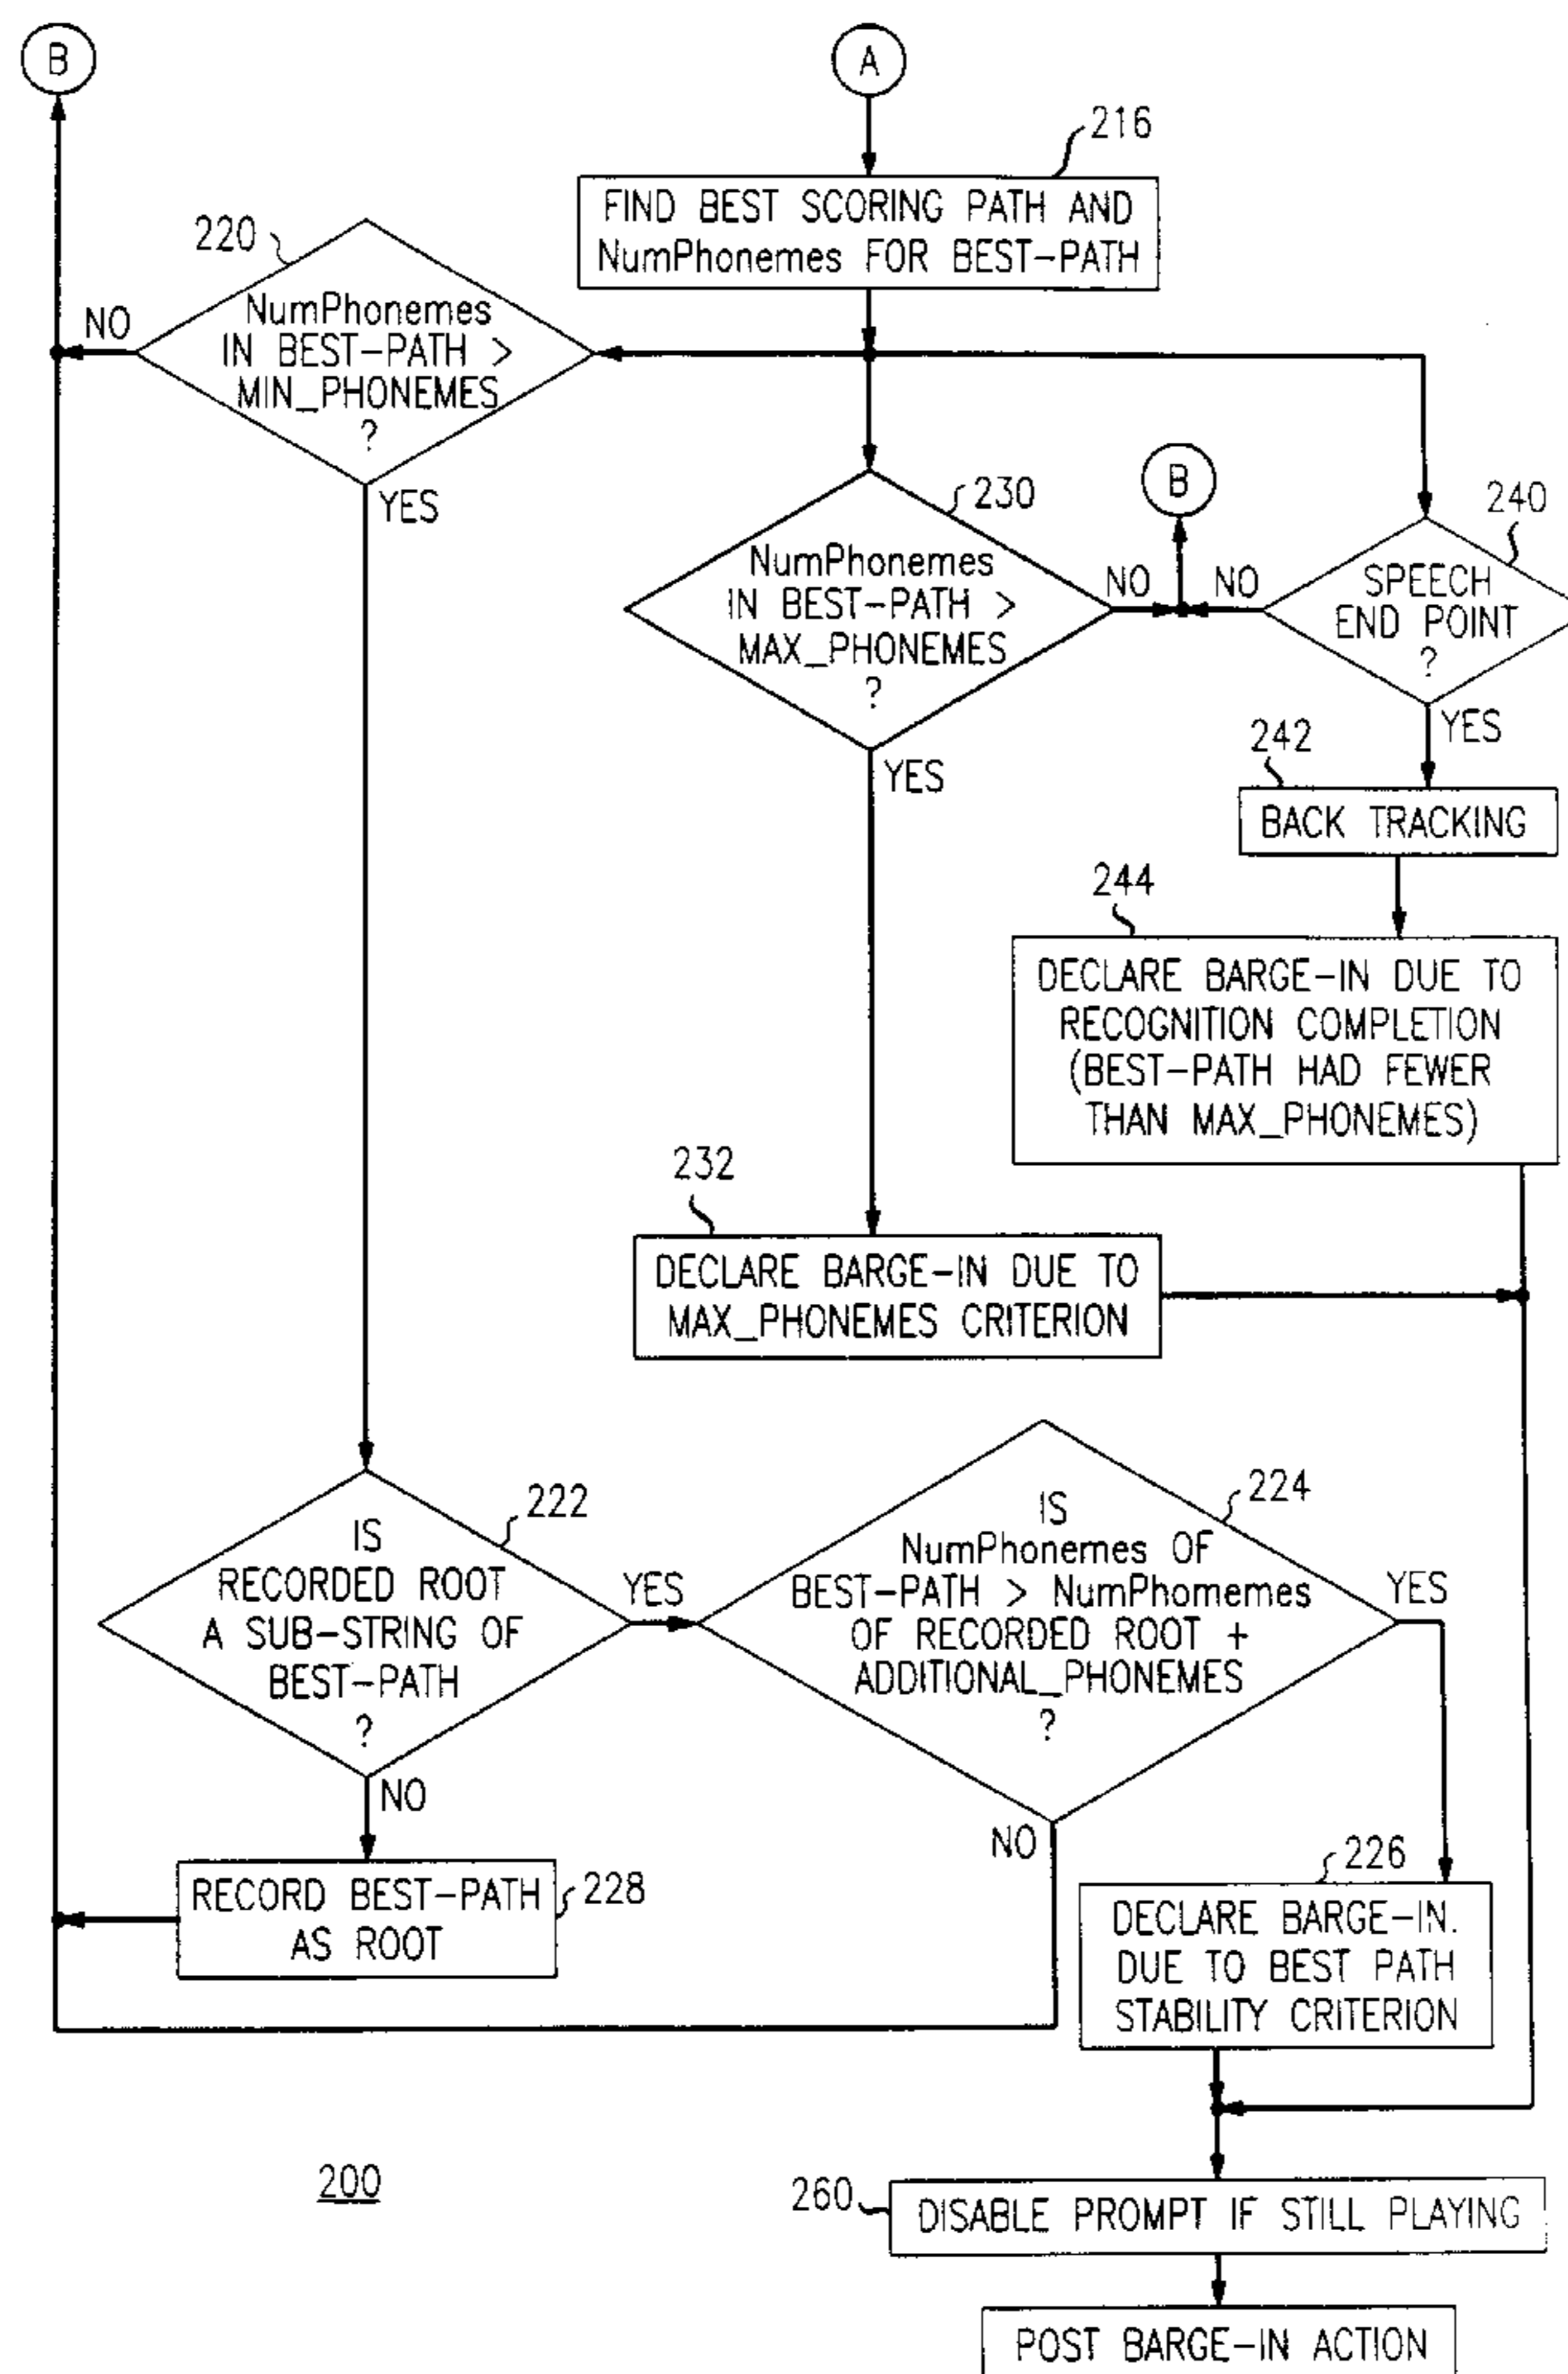 B
A
216
FIND BEST SCORING PATH AND
NumPhonemes FOR BEST-PATH
220
NumPhonemes
IN BEST-PATH >
MIN_PHONEMES
?
NO
YES
230
NumPhonemes
IN BEST-PATH >
MAX_PHONEMES
?
NO
YES
B
240
SPEECH
END POINT
?
NO
YES
242
BACK TRACKING
244
DECLARE BARGE-IN DUE TO
RECOGNITION COMPLETION
(BEST-PATH HAD FEWER
THAN MAX_PHONEMES)
232
DECLARE BARGE-IN DUE TO
MAX_PHONEMES CRITERION
222
IS
RECORDED ROOT
A SUB-STRING OF
BEST-PATH
?
YES
NO
224
IS
NumPhonemes OF
BEST-PATH > NumPhomemes
OF RECORDED ROOT +
ADDITIONAL_PHONEMES
?
YES
NO
RECORD BEST-PATH
AS ROOT
228
226
DECLARE BARGE-IN.
DUE TO BEST PATH
STABILITY CRITERION
200
260
DISABLE PROMPT IF STILL PLAYING
POST BARGE-IN ACTION